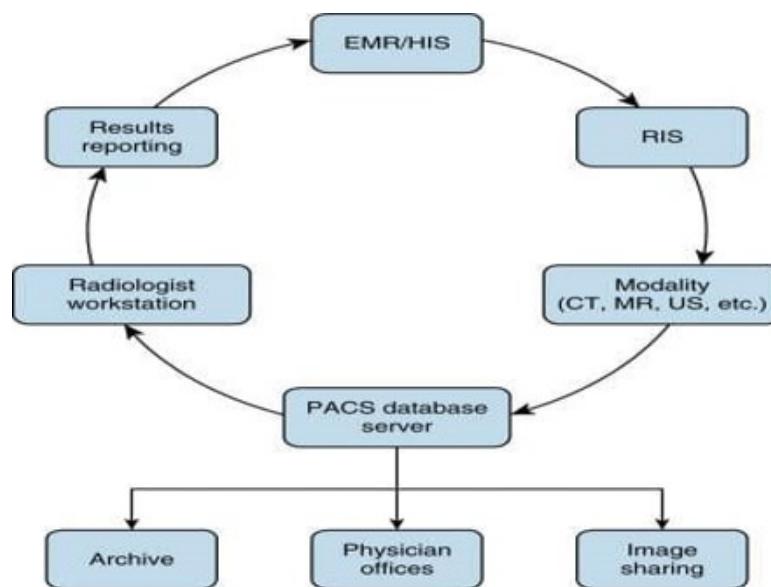 EMR/HIS
Results
reporting
RIS
Radiologist
workstation
Modality
(CT, MR, US, etc.)
PACS database
server
Archive
Physician
offices
Image
sharing